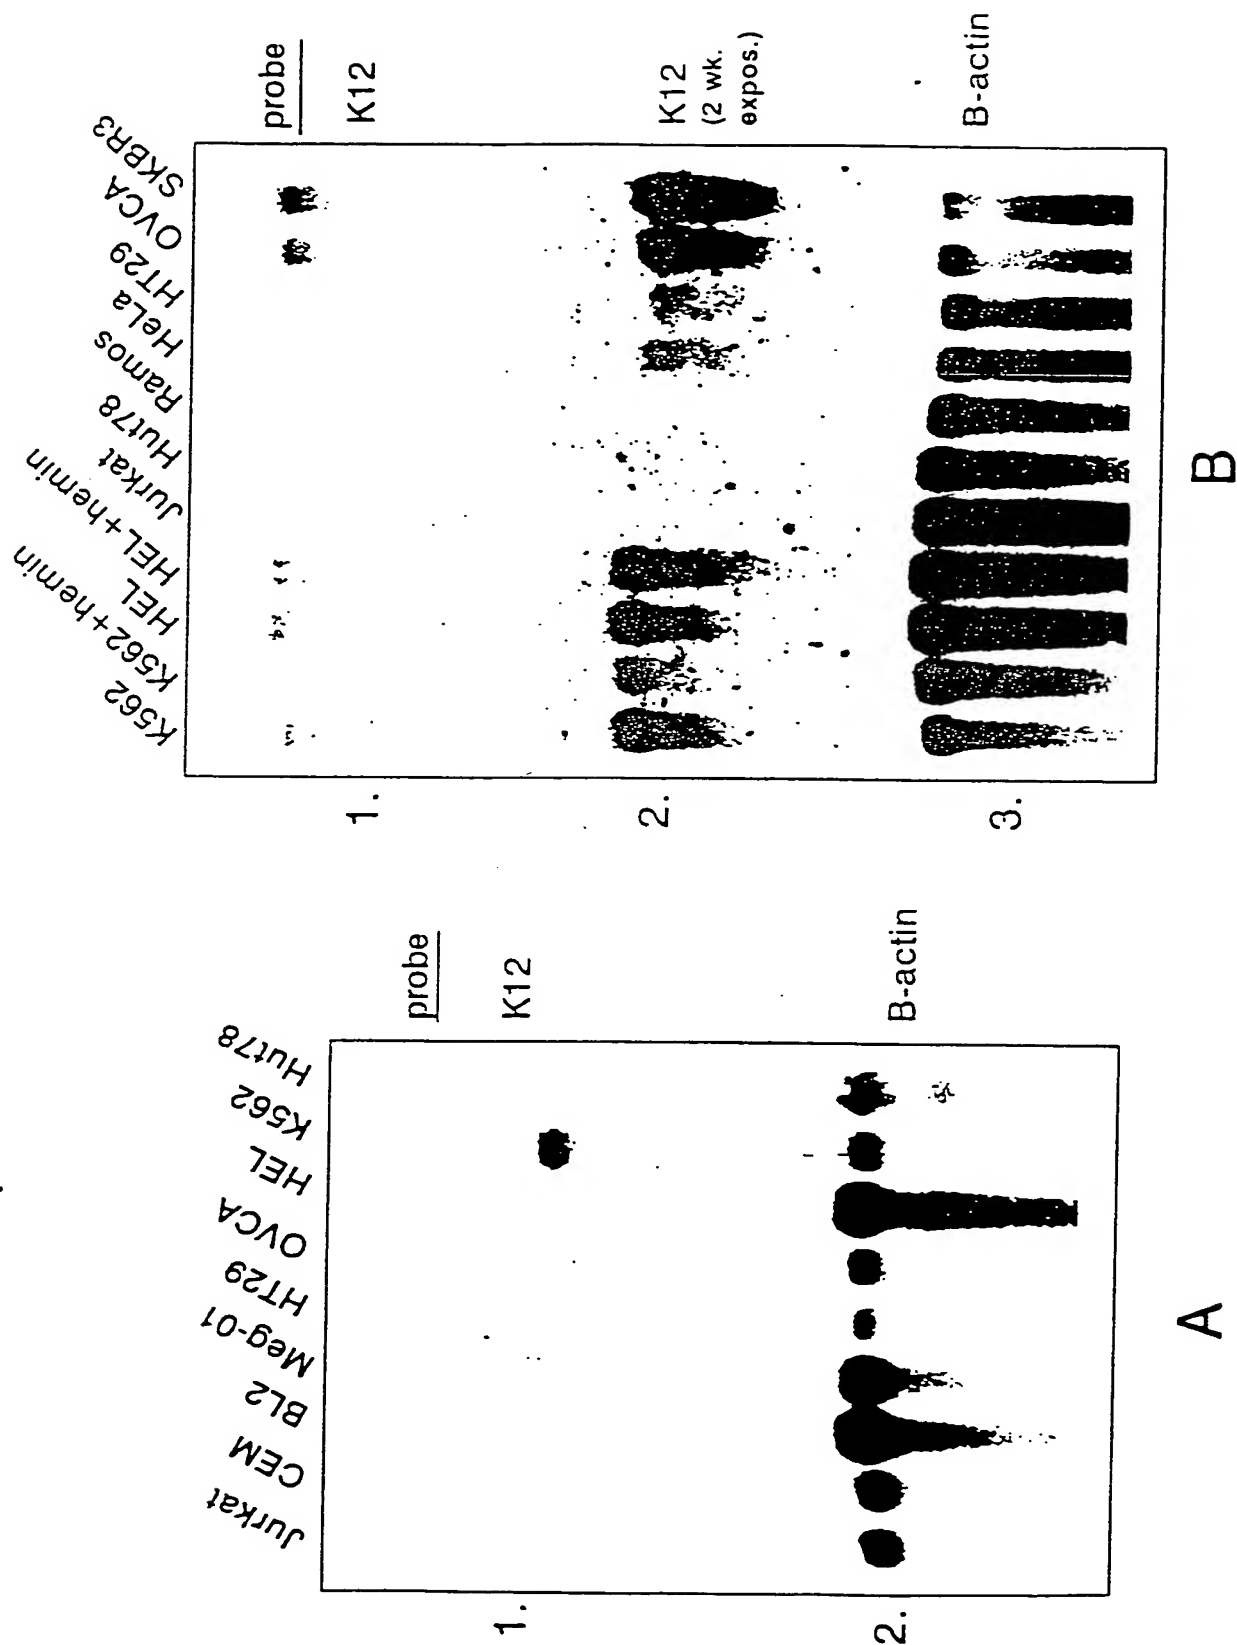 Jurkat
CEM
BL2
Meg-01
HT29
OVCA
HEL
K562
Hut78
probe
1.
K12
2.
B-actin
A
K562
K562+hemin
HEL
HEL+hemin
Jurkat
Hut78
Ramos
HeLa
HT29
OVCA
SKBR3
probe
1.
K12
2.
K12
(2 wk.
expos.)
3.
B-actin
B